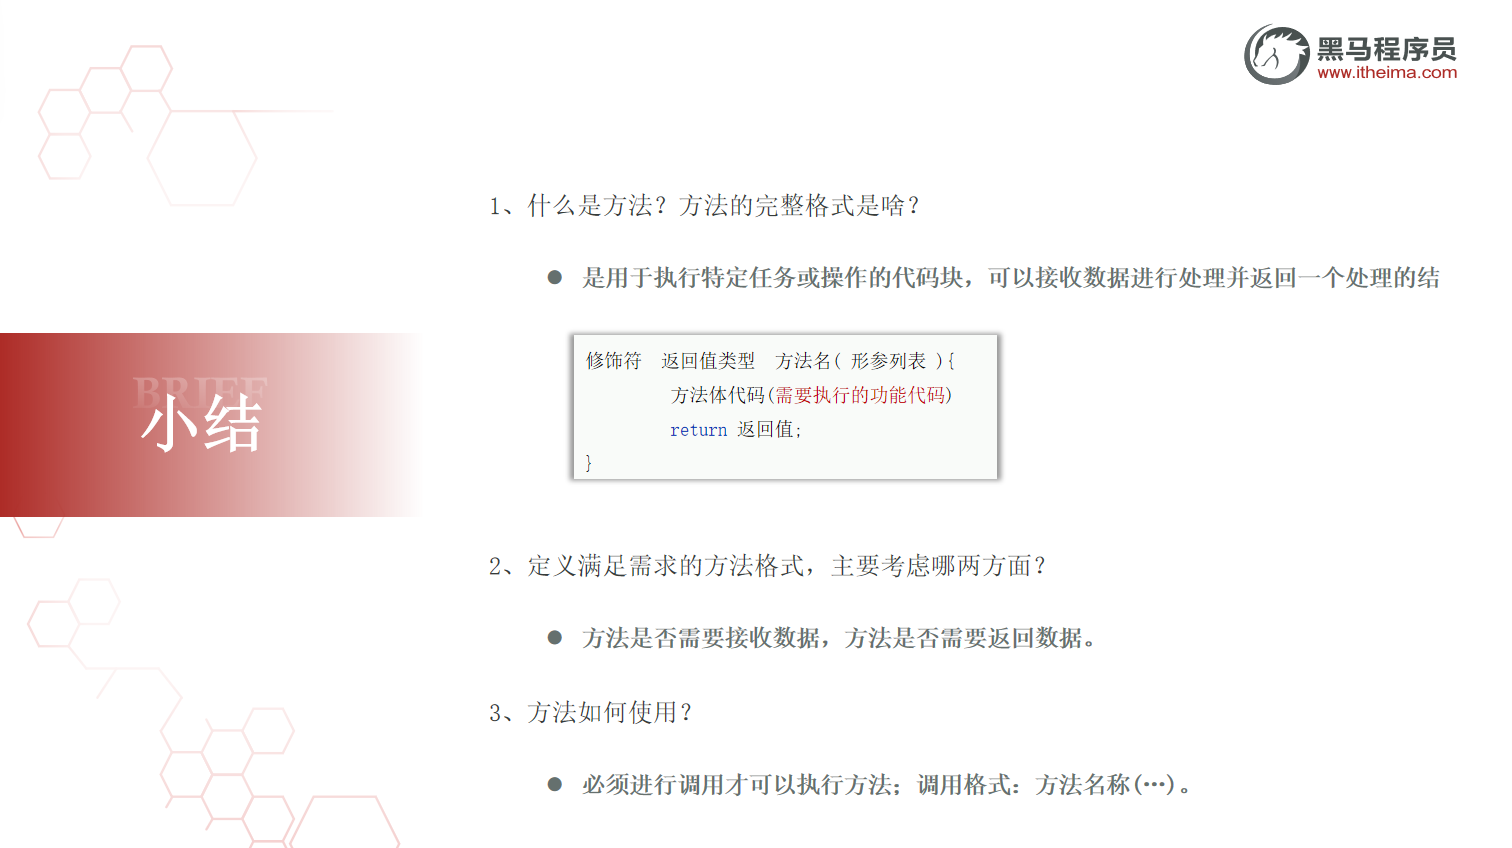 黑马程序员
www.itheima.com
1、什么是方法？方法的完整格式是啥？
是用于执行特定任务或操作的代码块，可以接收数据进行处理并返回一个处理的结
修饰符 返回值类型 方法名( 形参列表 ){
方法体代码(需要执行的功能代码)
return 返回值;
}
BRIEF
小结
2、定义满足需求的方法格式，主要考虑哪两方面？
方法是否需要接收数据，方法是否需要返回数据。
3、方法如何使用？
必须进行调用才可以执行方法；调用格式：方法名称(…)。